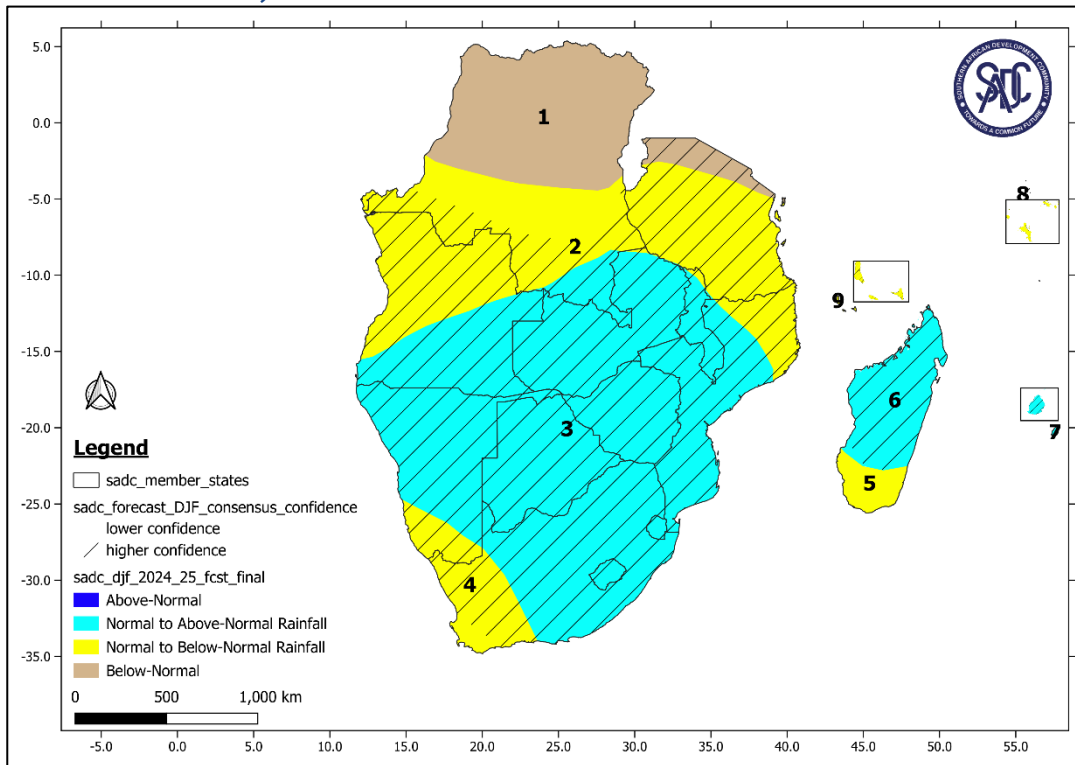 5.0
0.0
-5.0
-10.0
-15.0
-20.0
-25.0
-30.0
-35.0
SOUTHERN AFRICAN DEVELOPMENT COMMUNITY
SADC
TOWARDS A COMMON FUTURE
1
2
3
4
5
6
7
8
9
Legend
sadc_member_states
sadc_forecast_DJF_consensus_confidence
lower confidence
higher confidence
sadc_djf_2024_25_fcst_final
Above-Normal
Normal to Above-Normal Rainfall
Normal to Below-Normal Rainfall
Below-Normal
0 500 1,000 km
-5.0 0.0 5.0 10.0 15.0 20.0 25.0 30.0 35.0 40.0 45.0 50.0 55.0